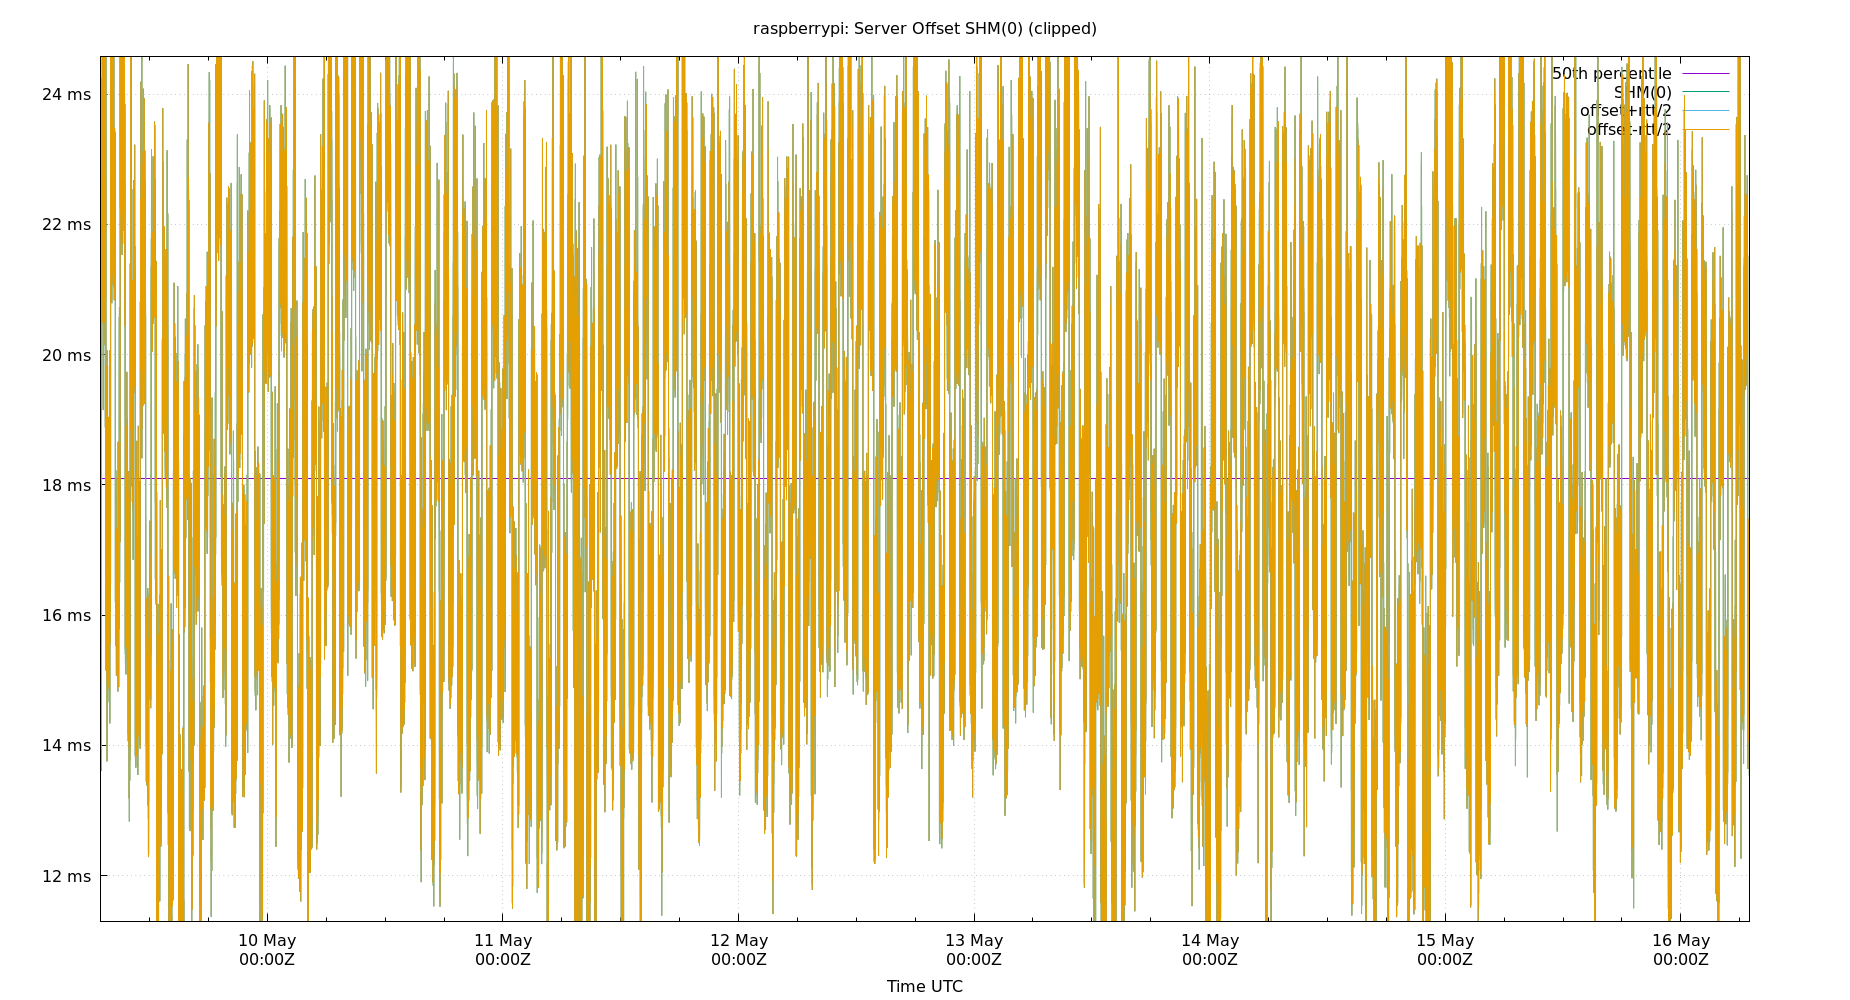 raspberrypi: Server Offset SHM(0) (clipped)
50th percentile
SHM(0)
offset+rtt/2
offset-rtt/2
24 ms
22 ms
20 ms
18 ms
16 ms
14 ms
12 ms
10 May 11 May 12 May 13 May 14 May 15 May 16 May
00:00Z 00:00Z 00:00Z 00:00Z 00:00Z 00:00Z 00:00Z
Time UTC